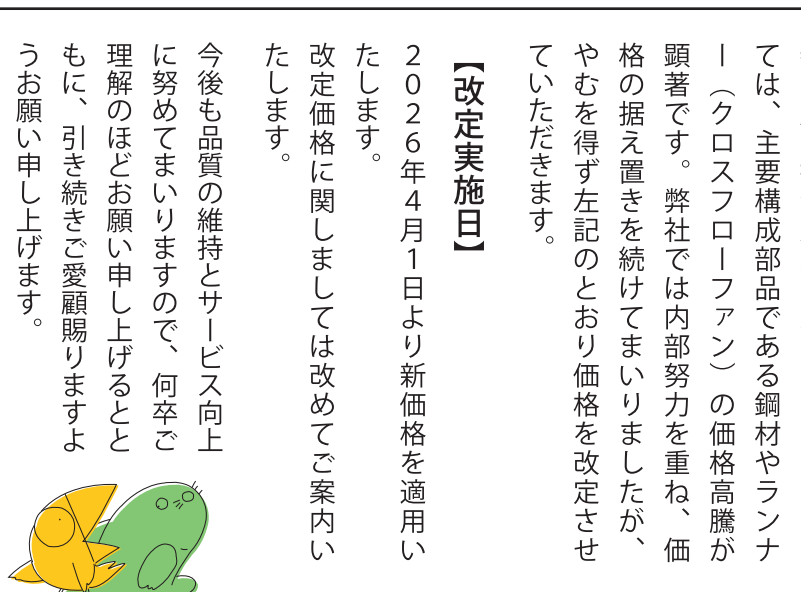 ては、主要構成部品である鋼材やランナ
ー（クロスフローファン）の価格高騰が
顕著です。弊社では内部努力を重ね、価
格の据え置きを続けてまいりましたが、
やむを得ず左記のとおり価格を改定させ
ていただきます。
【改定実施日】
２０２６年４月１日より新価格を適用い
たします。
改定価格に関しましては改めてご案内い
たします。
今後も品質の維持とサービス向上
に努めてまいりますので、何卒ご
理解のほどお願い申し上げるとと
もに、引き続きご愛顧賜りますよ
うお願い申し上げます。